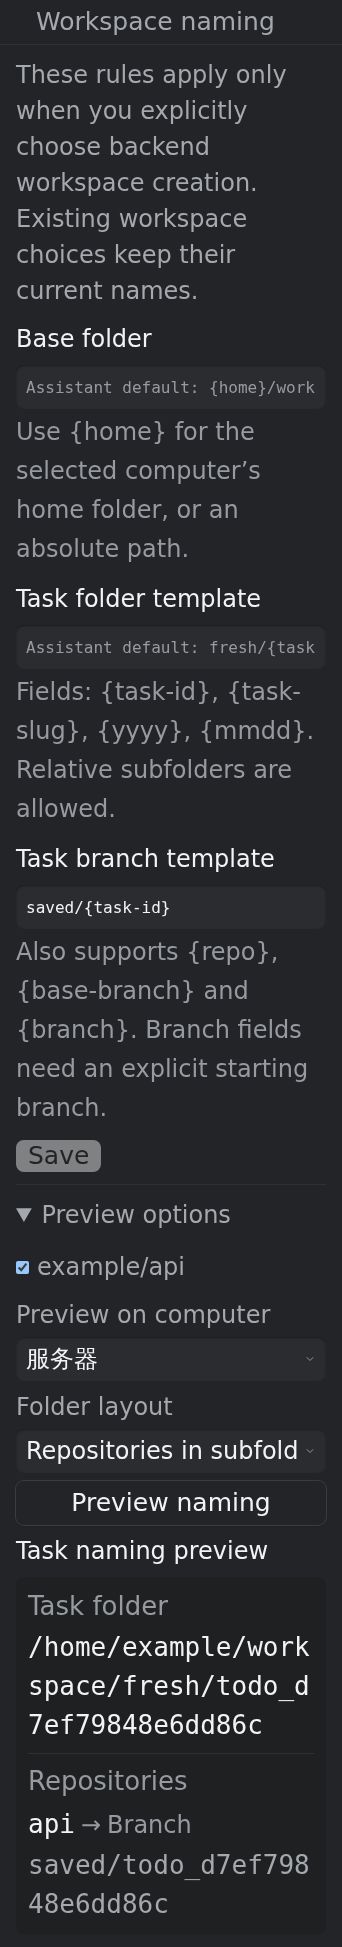 Workspace naming
These rules apply only
when you explicitly
choose backend
workspace creation.
Existing workspace
choices keep their
current names.
Base folder
Assistant default: {home}/work
Use {home} for the
selected computer’s
home folder, or an
absolute path.
Task folder template
Assistant default: fresh/{task
Fields: {task-id}, {task-
slug}, {yyyy}, {mmdd}.
Relative subfolders are
allowed.
Task branch template
saved/{task-id}
Also supports {repo},
{base-branch} and
{branch}. Branch fields
need an explicit starting
branch.
Save
▼ Preview options
example/api
Preview on computer
服务器
Folder layout
Repositories in subfold
Preview naming
Task naming preview
Task folder
/home/example/work
space/fresh/todo_d
7ef79848e6dd86c
Repositories
api → Branch
saved/todo_d7ef798
48e6dd86c